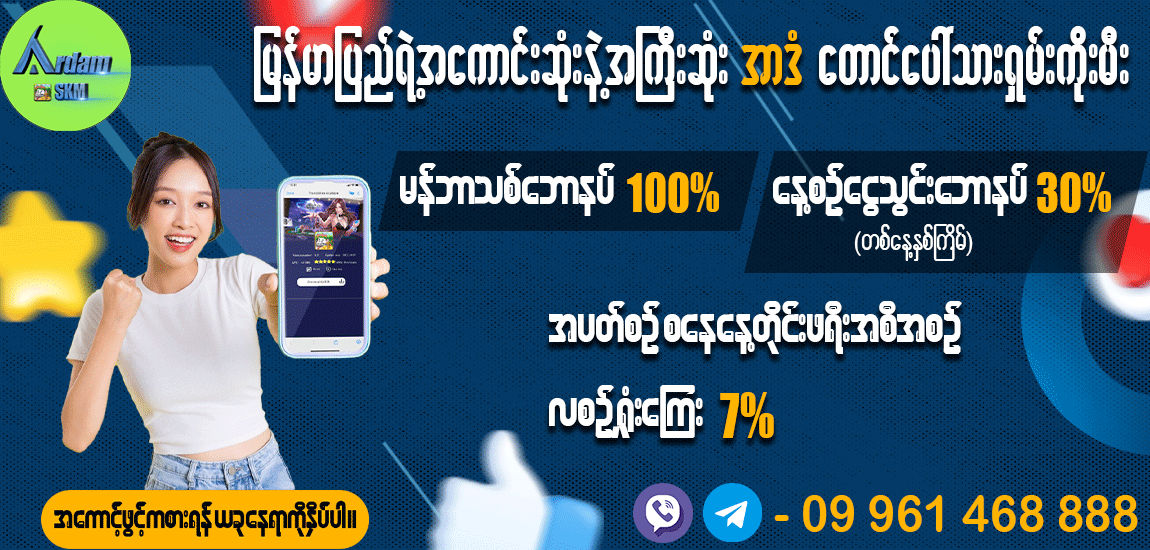 Ardam
SKM
မြန်မာပြည်ရဲ့အကောင်းဆုံးနဲ့အကြီးဆုံး အာဒံ တောင်ပေါ်သားရှမ်းကိုးမီး
မန်ဘာသစ်ဘောနပ် 100%
နေ့စဉ်ငွေသွင်းဘောနပ် 30%
(တစ်နေ့နှစ်ကြိမ်)
အပတ်စဉ် စနေနေ့တိုင်းဖရီးအစီအစဉ်
လစဉ်ရှုံးကြေး 7%
အကောင့်ဖွင့်ကစားရန် ယခုနေရာကိုနှိပ်ပါ။
- 09 961 468 888